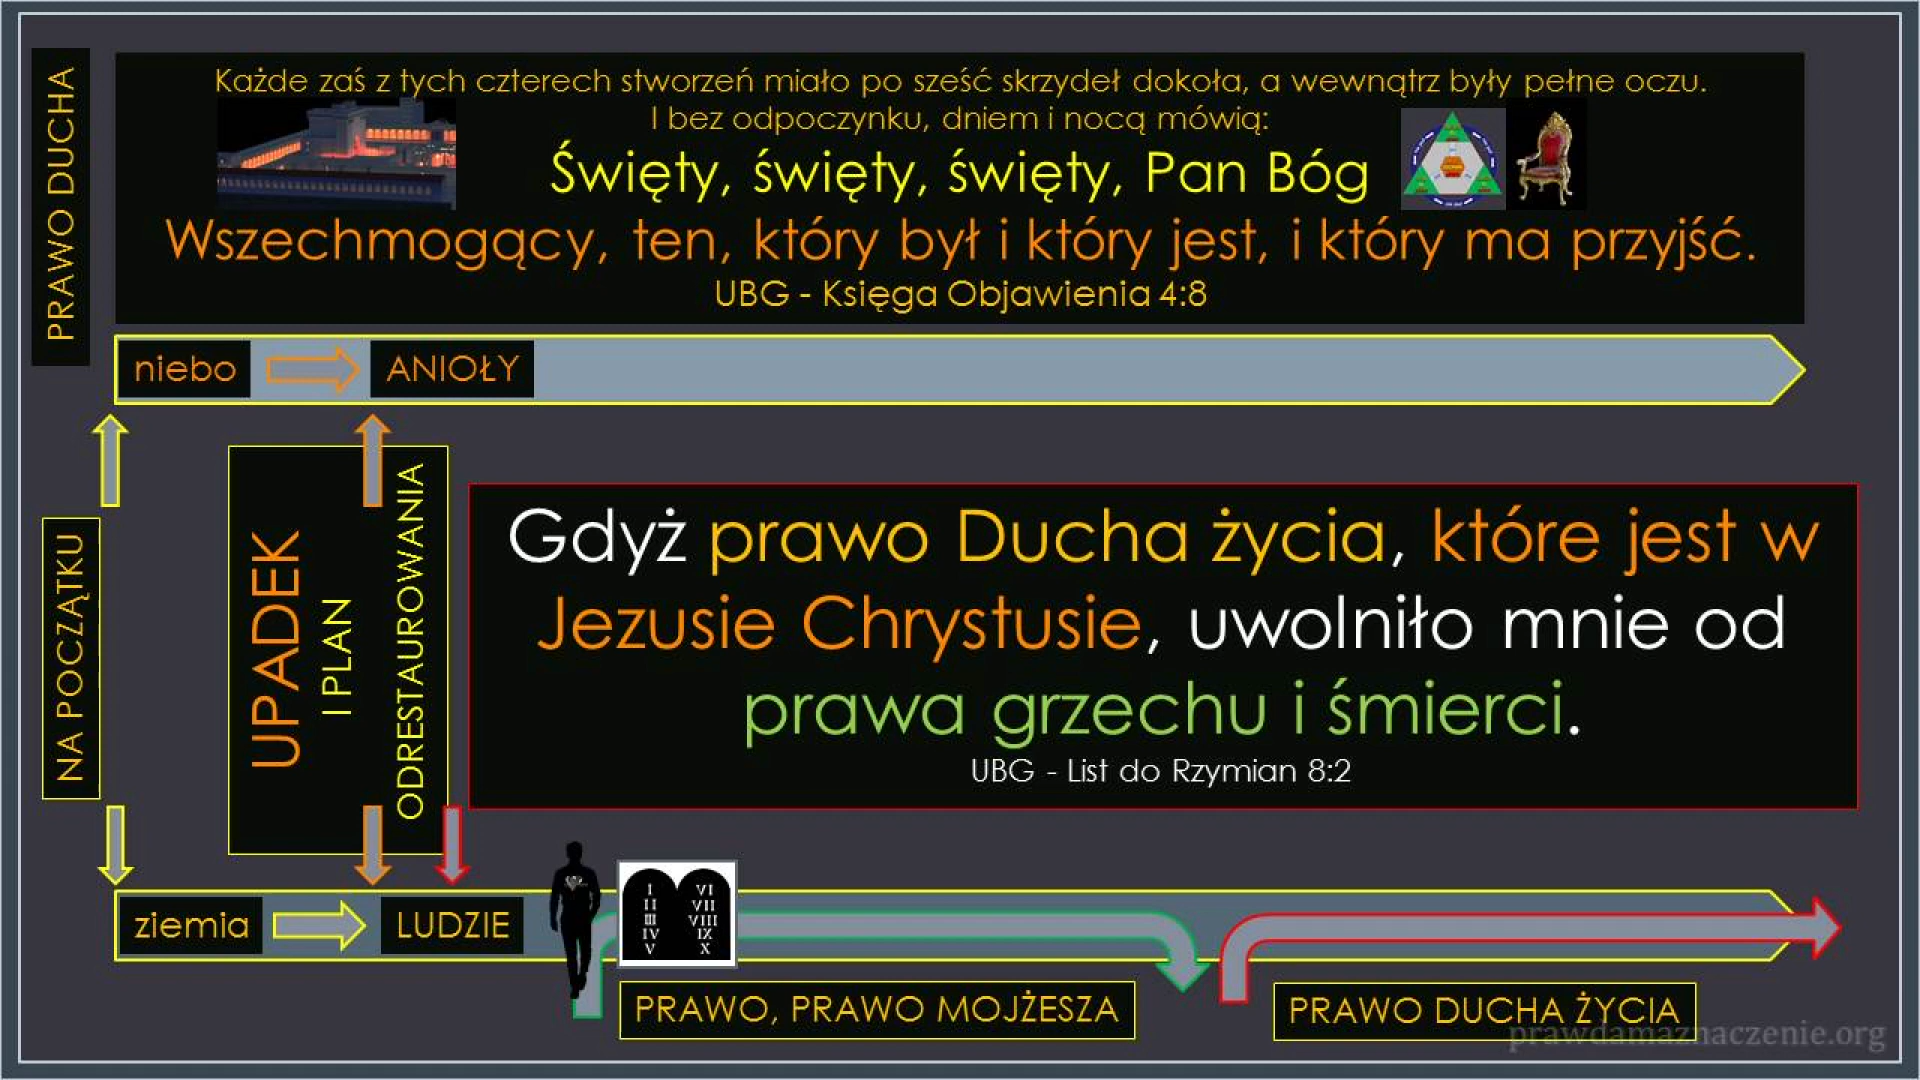 PRAWO DUCHA
Każde zaś z tych czterech stworzeń miało po sześć skrzydeł dokoła, a wewnątrz były pełne oczu.
I bez odpoczynku, dniem i nocą mówią:
Święty, święty, święty, Pan Bóg
Wszechmogący, ten, który był i który jest, i który ma przyjść.
UBG - Księga Objawienia 4:8
niebo
ANIOŁY
NA POCZĄTKU
UPADEK
I PLAN
ODRESTAUROWANIA
Gdyż prawo Ducha życia, które jest w
Jezusie Chrystusie, uwolniło mnie od
prawa grzechu i śmierci.
UBG - List do Rzymian 8:2
ziemia
LUDZIE
I VI
II VII
III VIII
IV IX
V X
PRAWO, PRAWO MOJŻESZA
PRAWO DUCHA ŻYCIA
prawdamaznaczenie.org